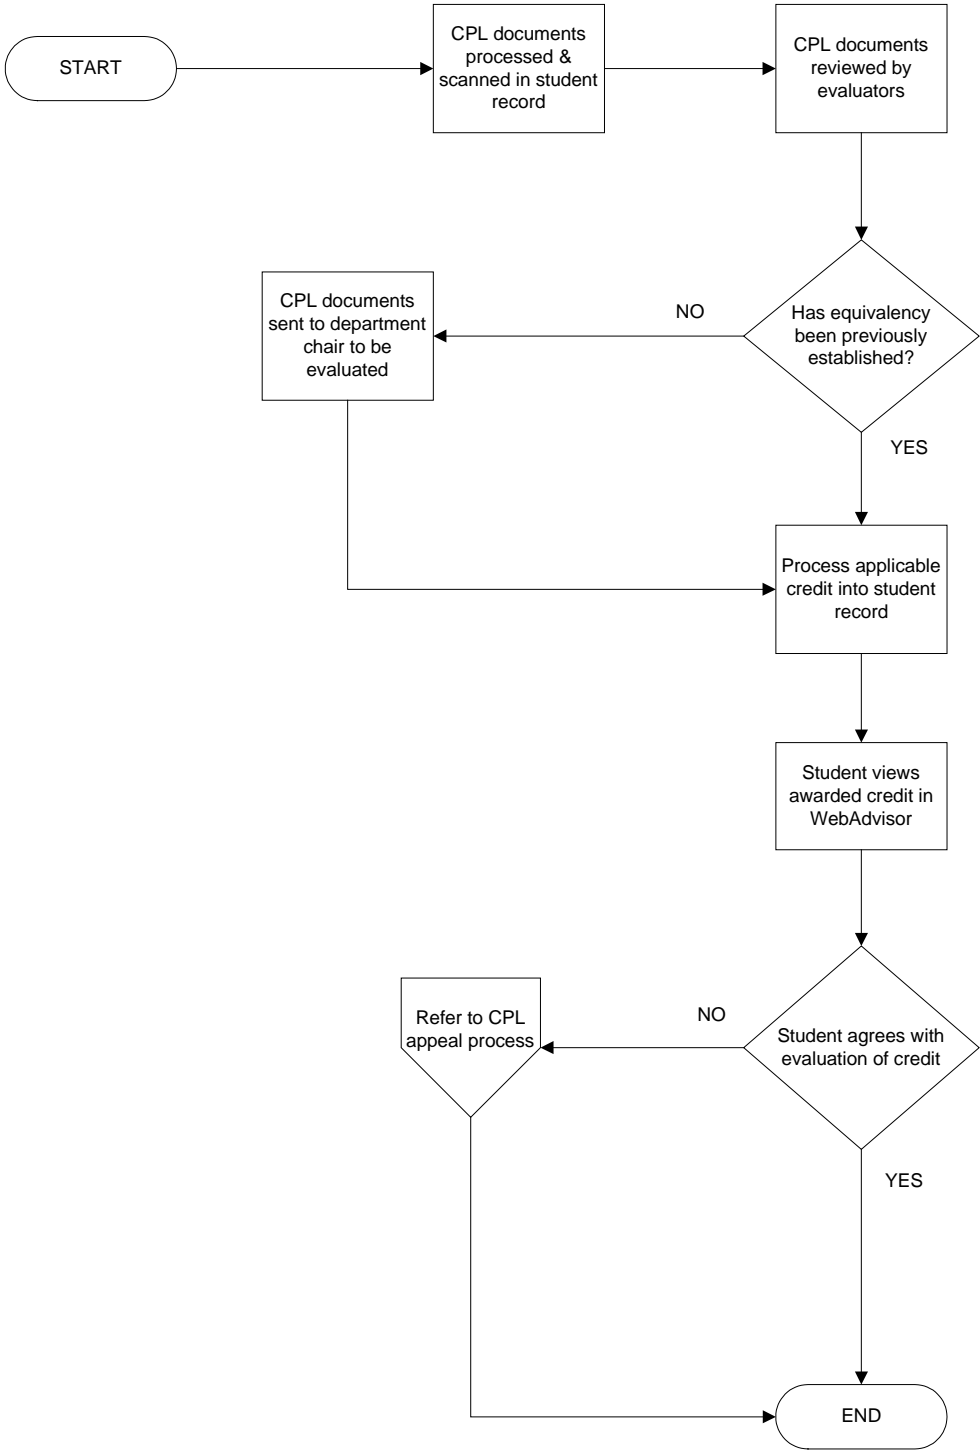 START
CPL documents
processed &
scanned in student
record
CPL documents
reviewed by
evaluators
Has equivalency
been previously
established?
NO
CPL documents
sent to department
chair to be
evaluated
YES
Process applicable
credit into student
record
Student views
awarded credit in
WebAdvisor
Student agrees with
evaluation of credit
NO
Refer to CPL
appeal process
YES
END